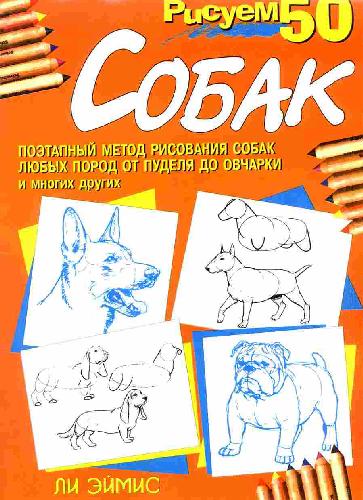 Рисуем 50
СОБАК
ПОЭТАПНЫЙ МЕТОД РИСОВАНИЯ СОБАК
ЛЮБЫХ ПОРОД ОТ ПУДЕЛЯ ДО ОВЧАРКИ
И МНОГИХ ДРУГИХ
ЛИ ЭЙМИС